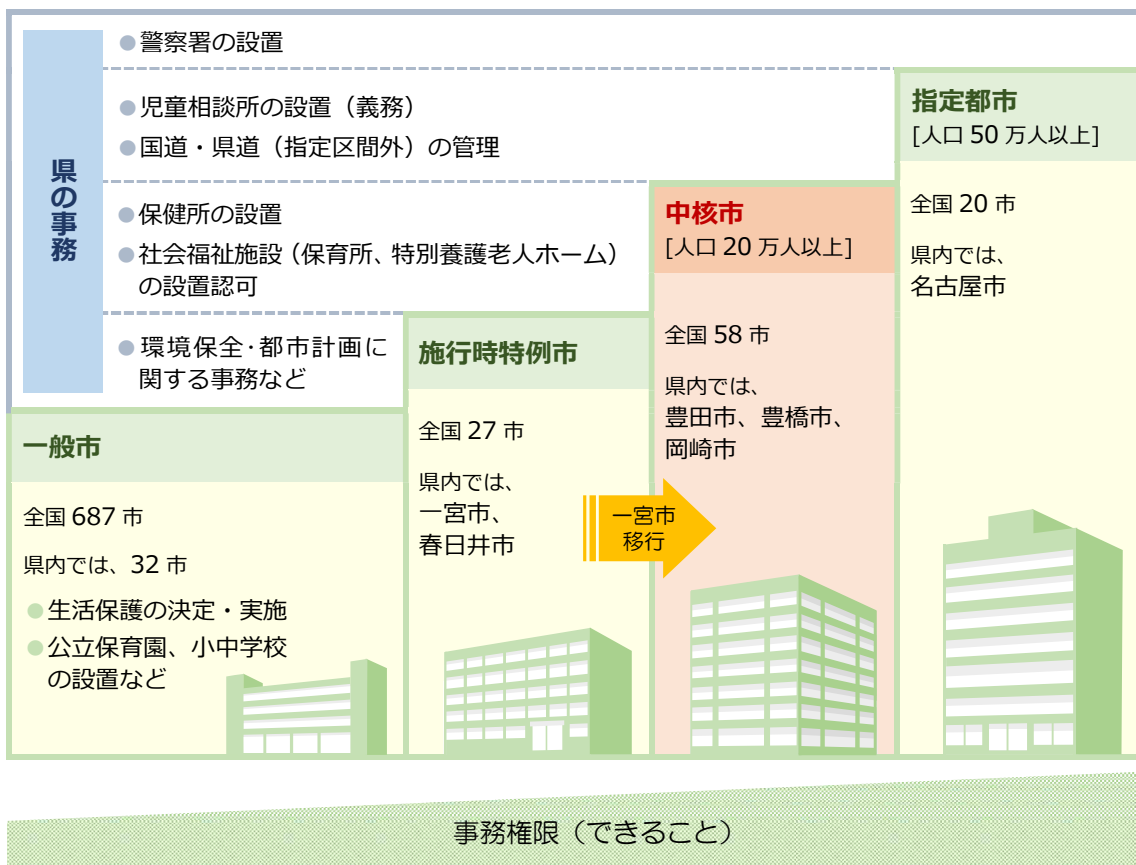 県の事務
●警察署の設置
●児童相談所の設置（義務）
●国道・県道（指定区間外）の管理
●保健所の設置
●社会福祉施設（保育所、特別養護老人ホーム）
の設置認可
●環境保全・都市計画に
関する事務など
一般市
全国 687 市
県内では、32 市
●生活保護の決定・実施
●公立保育園、小中学校
の設置など
施行時特例市
全国 27 市
県内では、
一宮市、
春日井市
一宮市
移行
中核市
[人口 20 万人以上]
全国 58 市
県内では、
豊田市、豊橋市、
岡崎市
指定都市
[人口 50 万人以上]
全国 20 市
県内では、
名古屋市
事務権限（できること）